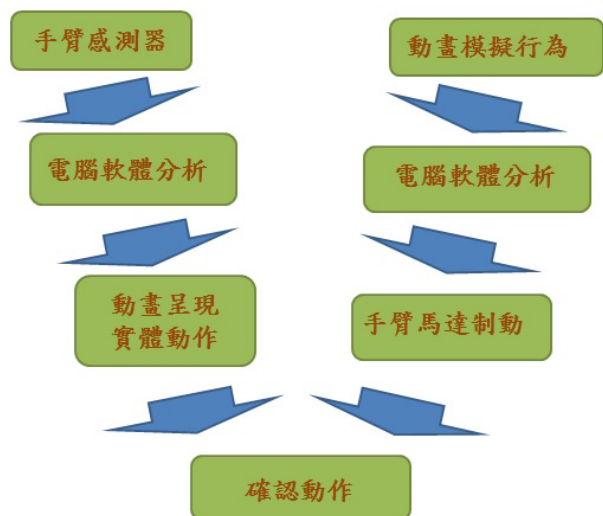 手臂感測器
動畫模擬行為
電腦軟體分析
電腦軟體分析
動畫呈現
實體動作
手臂馬達制動
確認動作